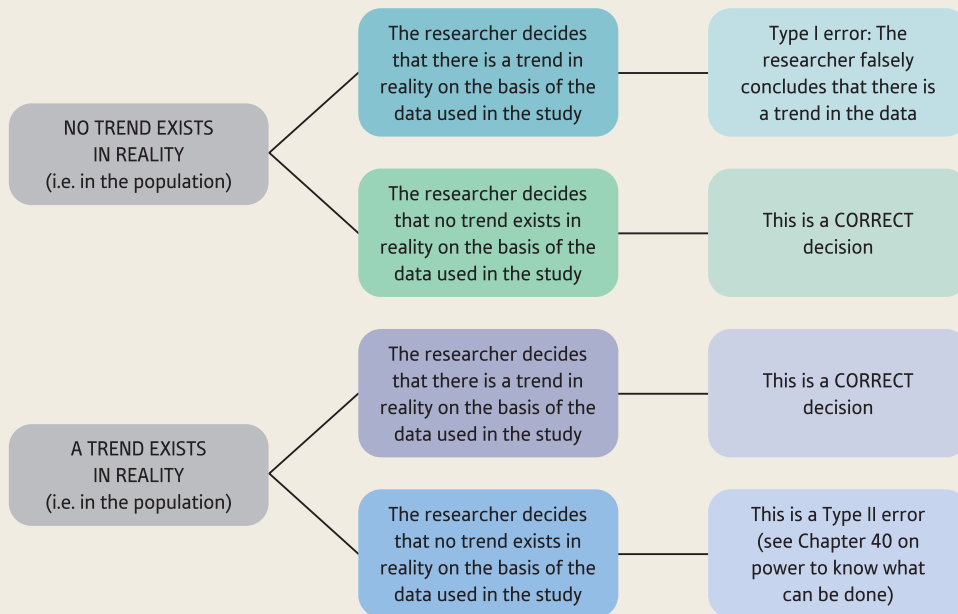 NO TREND EXISTS
IN REALITY
(i.e. in the population)
The researcher decides
that there is a trend in
reality on the basis of the
data used in the study
Type I error: The
researcher falsely
concludes that there is
a trend in the data
The researcher decides
that no trend exists in
reality on the basis of the
data used in the study
This is a CORRECT
decision
A TREND EXISTS
IN REALITY
(i.e. in the population)
The researcher decides
that there is a trend in
reality on the basis of the
data used in the study
This is a CORRECT
decision
The researcher decides
that no trend exists in
reality on the basis of the
data used in the study
This is a Type II error
(see Chapter 40 on
power to know what
can be done)